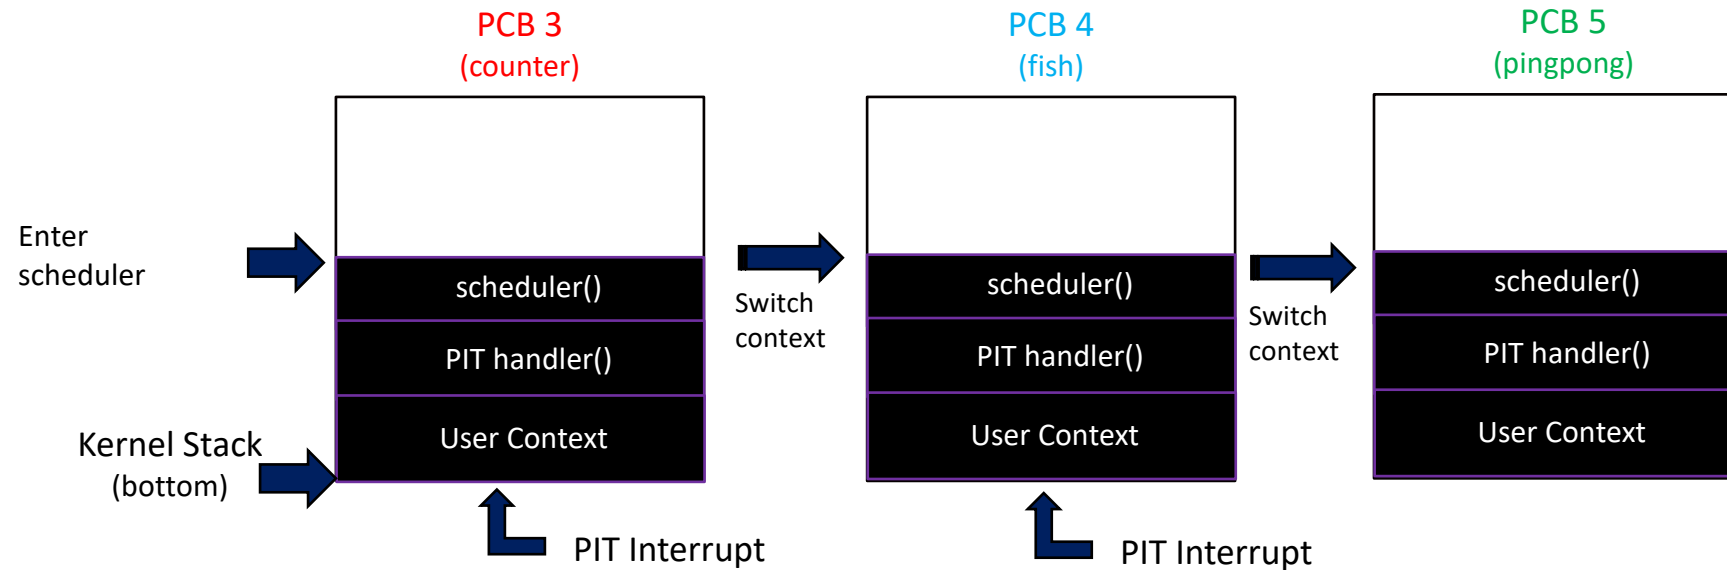 PCB 3
(counter)
PCB 4
(fish)
PCB 5
(pingpong)
Enter
scheduler
scheduler()
PIT handler()
User Context
Kernel Stack
(bottom)
PIT Interrupt
Switch
context
scheduler()
PIT handler()
User Context
PIT Interrupt
Switch
context
scheduler()
PIT handler()
User Context